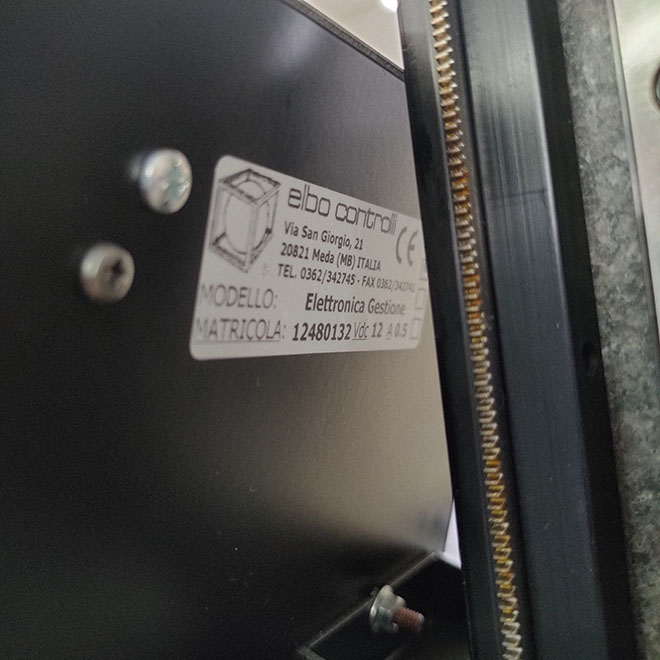 elbo controlli
CE
Via San Giorgio, 21
20821 Meda (MB) ITALIA
TEL. 0362/342745 - FAX 0362/342741
MODELLO: Elettronica Gestione
MATRICOLA: 12480132 Vdc 12 A 0.5